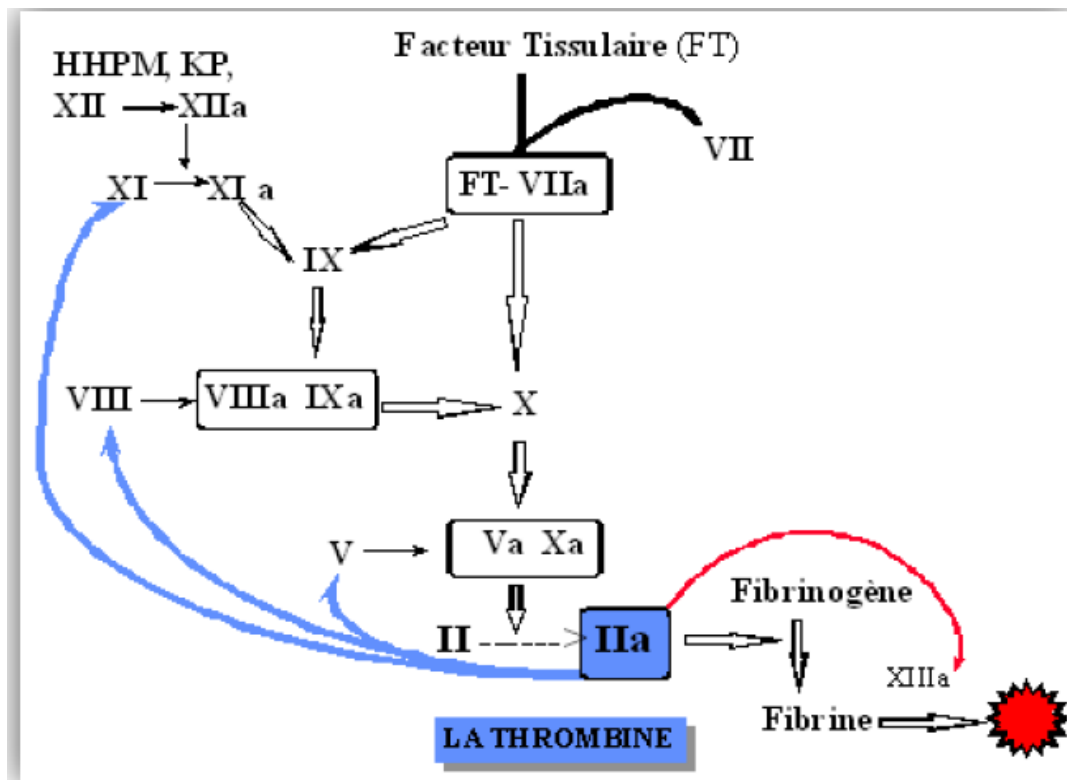 Facteur Tissulaire (FT)
HHPM, KP,
XII XIIa
VII
FT- VIIa
XI XI a
IX
VIII VIIIa IXa X
V Va Xa
Fibrinogène
II IIa
XIIIa
Fibrine
LA THROMBINE